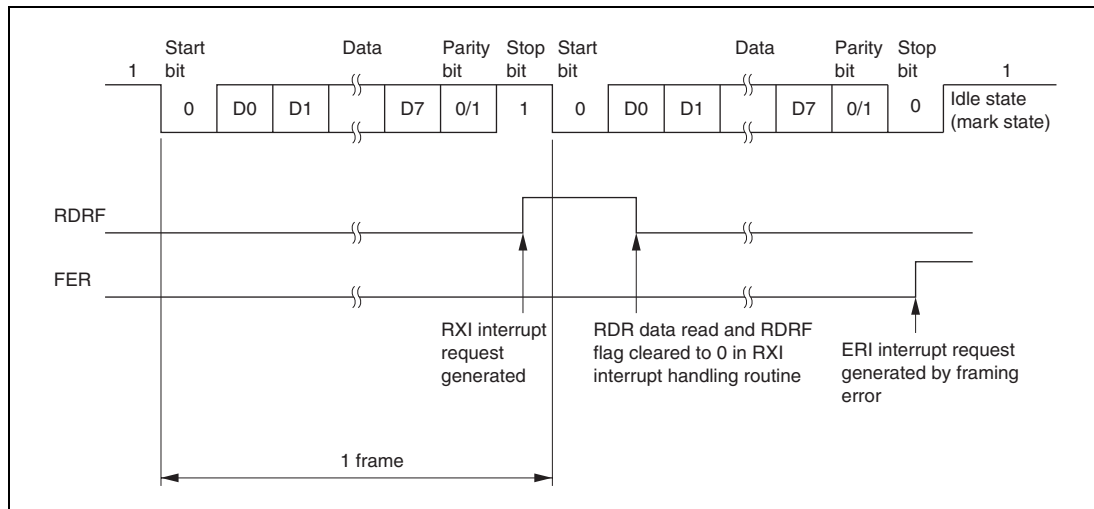 Start
bit
Data
Parity
bit
Stop
bit
Start
bit
Data
Parity
bit
Stop
bit
1
1
0
D0
D1
D7
0/1
1
0
D0
D1
D7
0/1
0
Idle state
(mark state)
RDRF
FER
RXI interrupt
request
generated
RDR data read and RDRF
flag cleared to 0 in RXI
interrupt handling routine
ERI interrupt request
generated by framing
error
1 frame